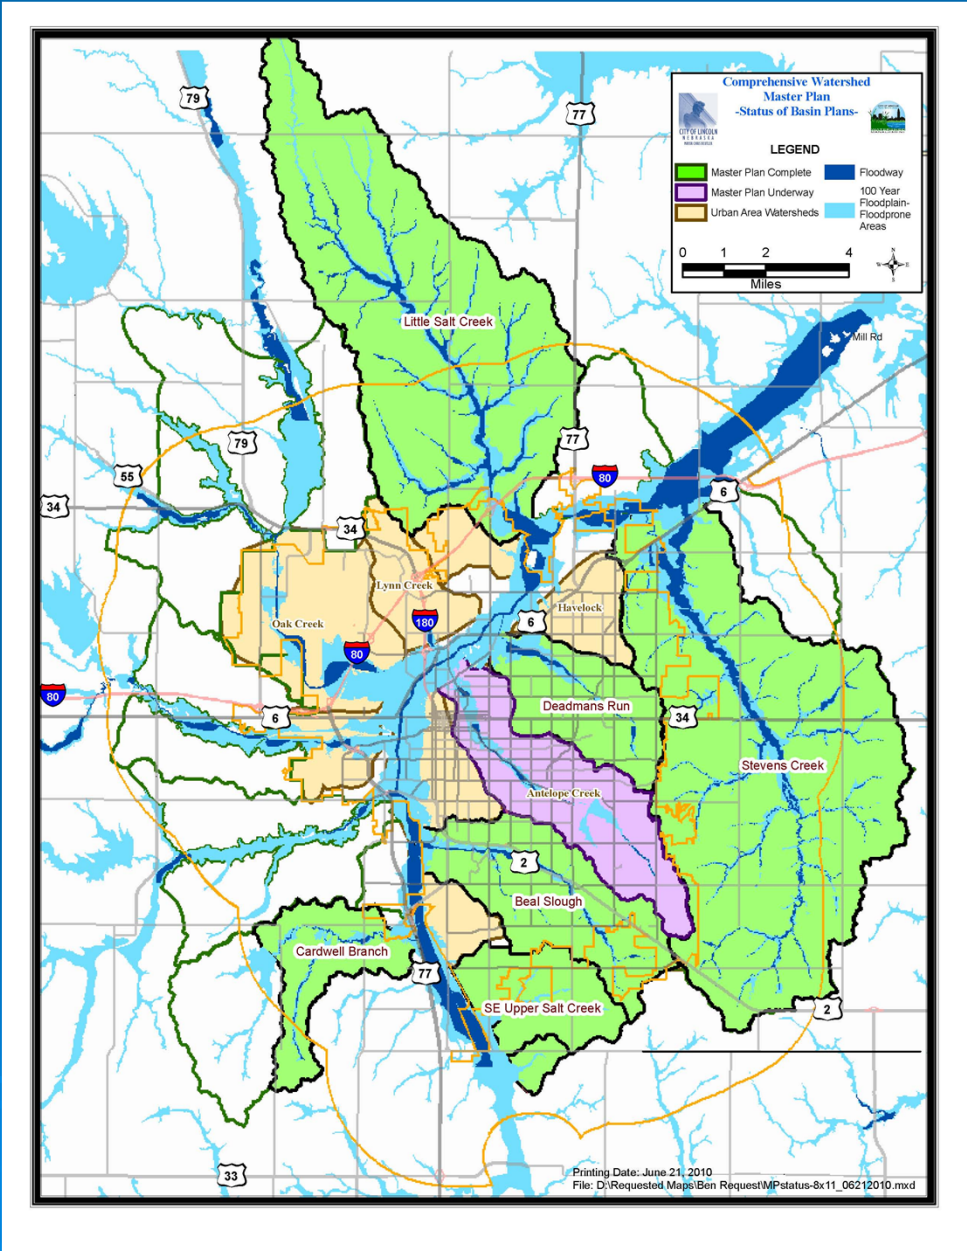 Comprehensive Watershed
Master Plan
-Status of Basin Plans-
CITY OF LINCOLN
NEBRASKA
LEGEND
Master Plan Complete
Master Plan Underway
Urban Area Watersheds
Floodway
100 Year
Floodplain-
Floodprone
Areas
0 1 2 4
Miles
N
W E
S
79
77
Little Salt Creek
Mill Rd
79
77
55
80
6
34
34
Lynn Creek
Havelock
Oak Creek
180
6
80
80
6
Deadmans Run
34
Stevens Creek
Antelope Creek
2
Beal Slough
Cardwell Branch
77
SE Upper Salt Creek
2
33
Printing Date: June 21, 2010
File: D:\Requested Maps\Ben Request\MPstatus-8x11_06212010.mxd